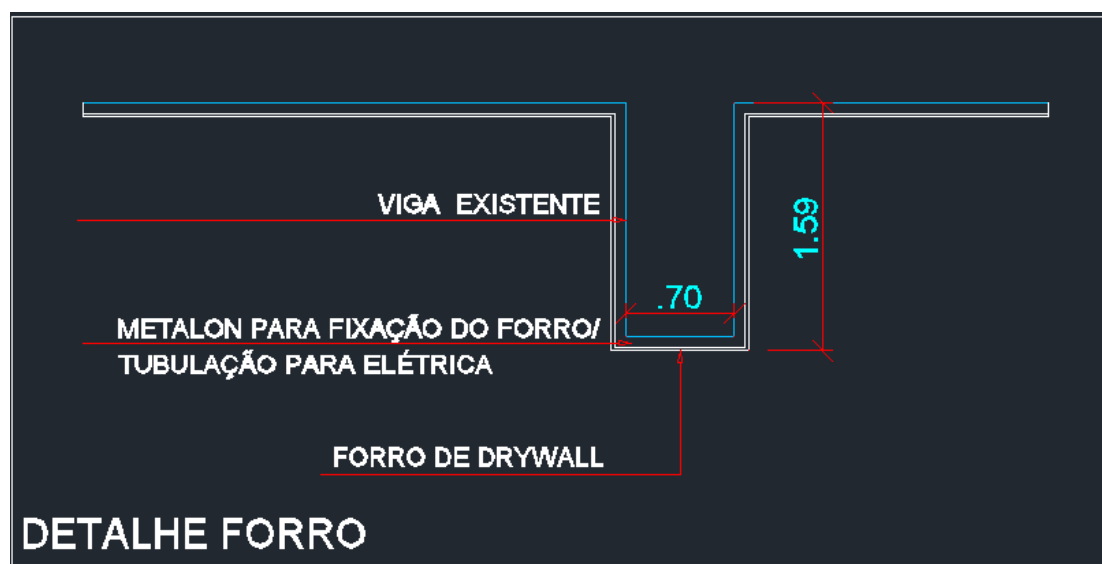 VIGA  EXISTENTE
1.59
.70
METALON PARA FIXAÇÃO DO FORRO/
TUBULAÇÃO PARA ELÉTRICA
FORRO DE DRYWALL
DETALHE FORRO